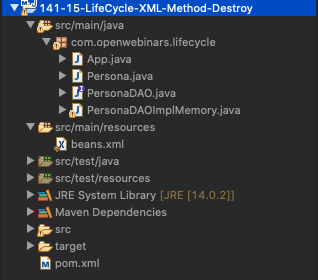 141-15-LifeCycle-XML-Method-Destroy
src/main/java
com.openwebinars.lifecycle
App.java
Persona.java
PersonaDAO.java
PersonaDAOImplMemory.java
src/main/resources
beans.xml
src/test/java
src/test/resources
JRE System Library [JRE [14.0.2]]
Maven Dependencies
src
target
pom.xml